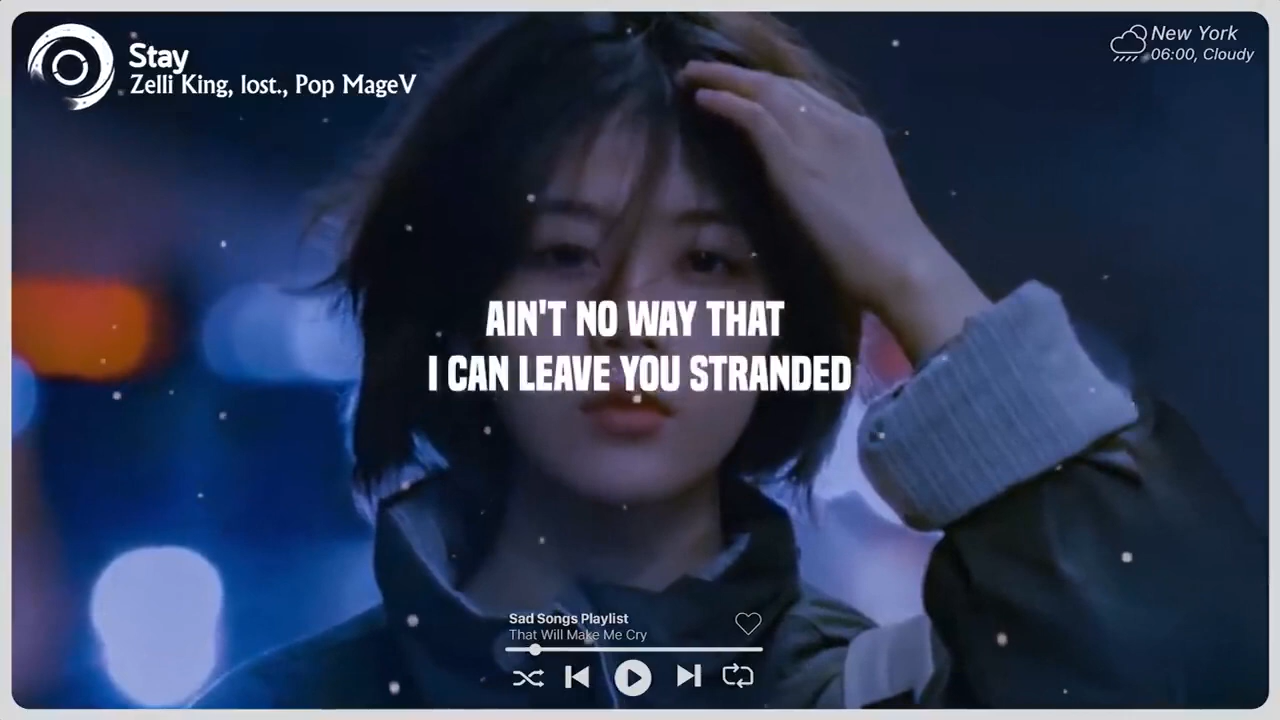 Stay
Zelli King, lost., Pop MageV
New York
06:00, Cloudy
AIN'T NO WAY THAT
I CAN LEAVE YOU STRANDED
Sad Songs Playlist
That Will Make Me Cry